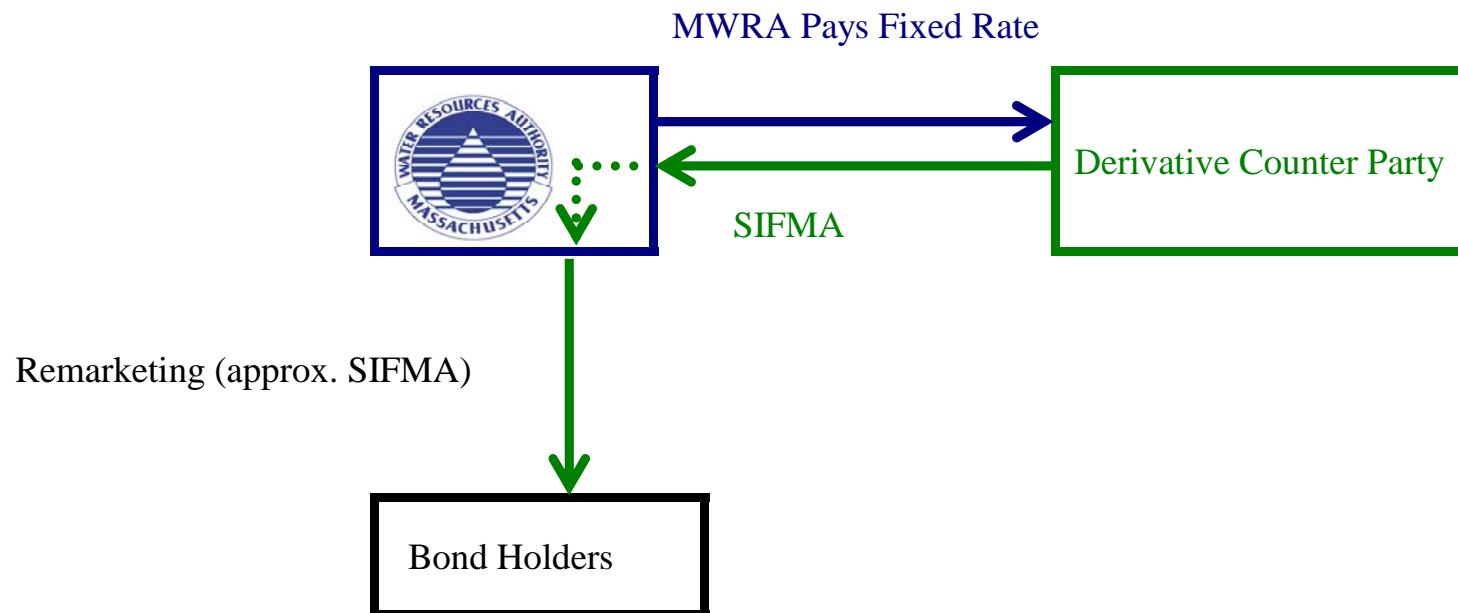 MWRA Pays Fixed Rate
WATER RESOURCES AUTHORITY
MASSACHUSETTS
Derivative Counter Party
SIFMA
Remarketing (approx. SIFMA)
Bond Holders